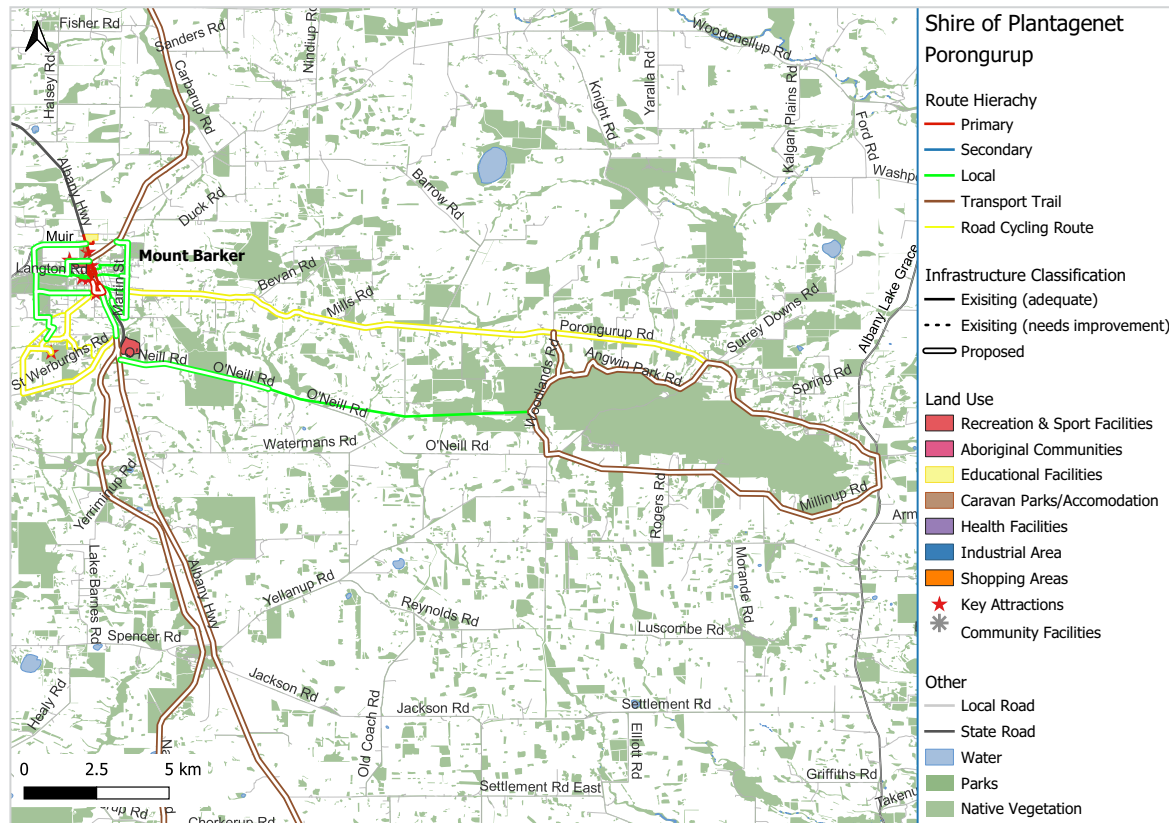 Fisher Rd
Sanders Rd
Halsey Rd
Carbarup Rd
Nindiup Rd
Woogenellup Rd
Yaralla Rd
Knight Rd
Kalgan Plains Rd
Ford Rd
Albany Hwy
Barrow Rd
Duck Rd
Muir
Mount Barker
Langton Rd
Martin St
Bevan Rd
Mills Rd
Porongurup Rd
Surrey Downs Rd
Albany Lake Grace
St Werburghs Rd
O'Neill Rd
O'Neill Rd
O'Neill Rd
Woodlands Rd
Angwin Park Rd
Spring Rd
Watermans Rd
O'Neill Rd
Yerriminup Rd
Rogers Rd
Millinup Rd
Arm
Lake Barnes Rd
Albany Hwy
Yellanup Rd
Reynolds Rd
Morande Rd
Spencer Rd
Luscombe Rd
Healy Rd
Jackson Rd
Old Coach Rd
Jackson Rd
Settlement Rd
Elliott Rd
Griffiths Rd
Settlement Rd East
Takenu
Chorkerup Rd
0 2.5 5 km
Shire of Plantagenet
Porongurup
Route Hierachy
Primary
Secondary
Local
Transport Trail
Road Cycling Route
Infrastructure Classification
Exisiting (adequate)
Exisiting (needs improvement)
Proposed
Land Use
Recreation & Sport Facilities
Aboriginal Communities
Educational Facilities
Caravan Parks/Accomodation
Health Facilities
Industrial Area
Shopping Areas
Key Attractions
Community Facilities
Other
Local Road
State Road
Water
Parks
Native Vegetation